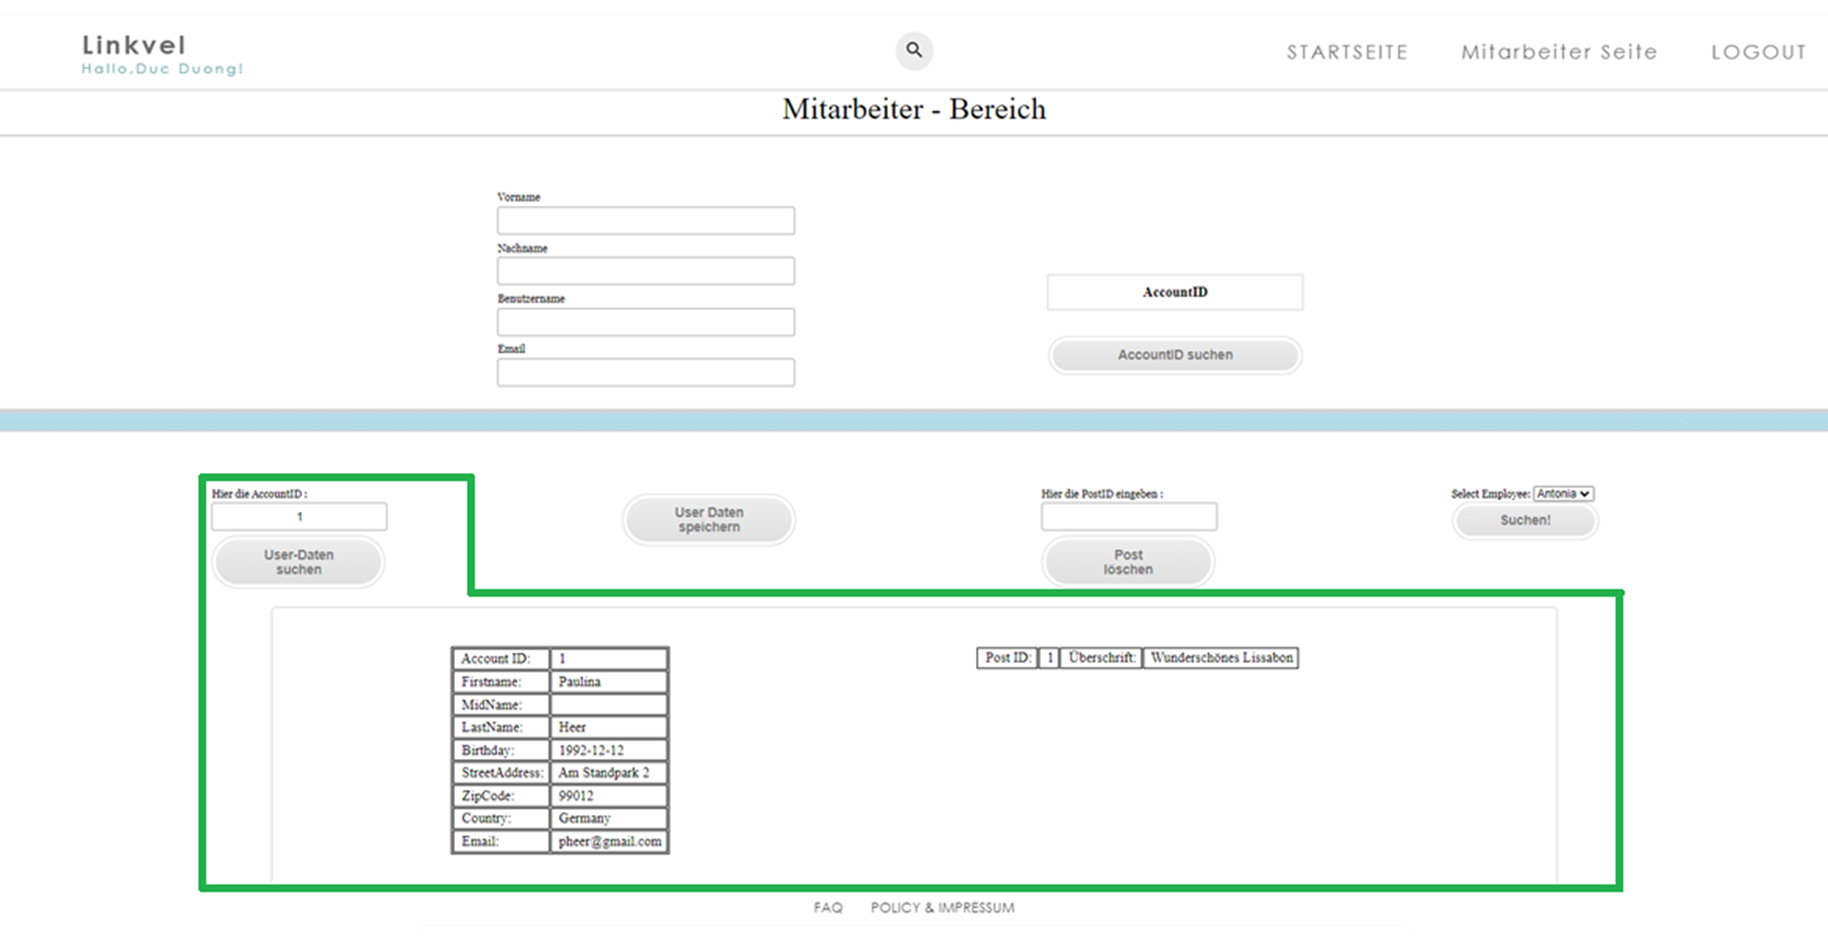 Linkvel
Hallo,Duc Duong!
STARTSEITE Mitarbeiter Seite LOGOUT
Mitarbeiter - Bereich
Vorname
Nachname
Benutzername
Email
AccountID
AccountID suchen
Hier die AccountID :
1
User-Daten
suchen
User Daten
speichern
Hier die PostID eingeben :
Post
löschen
Select Employee: Antonia
Suchen!
Account ID: 1
Firstname: Paulina
MidName:
LastName: Heer
Birthday: 1992-12-12
StreetAddress: Am Standpark 2
ZipCode: 99012
Country: Germany
Email: pheer@gmail.com
Post ID: 1 Überschrift: Wunderschönes Lissabon
FAQ POLICY & IMPRESSUM